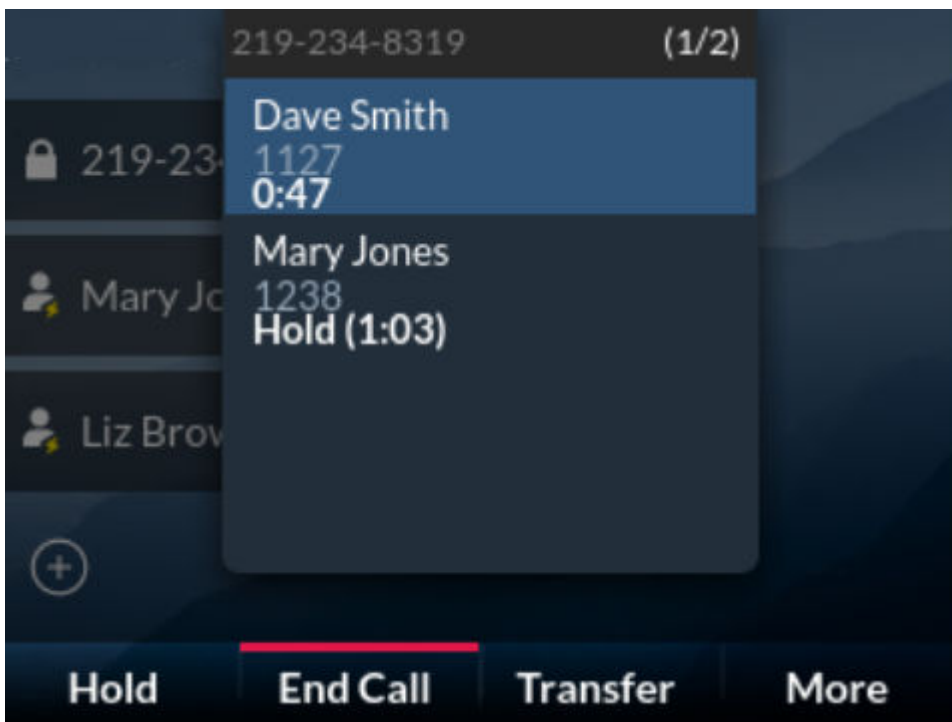 219-234-8319 (1/2)
Dave Smith
1127
0:47
Mary Jones
1238
Hold (1:03)
219-23
Mary Jo
Liz Brow
Hold End Call Transfer More